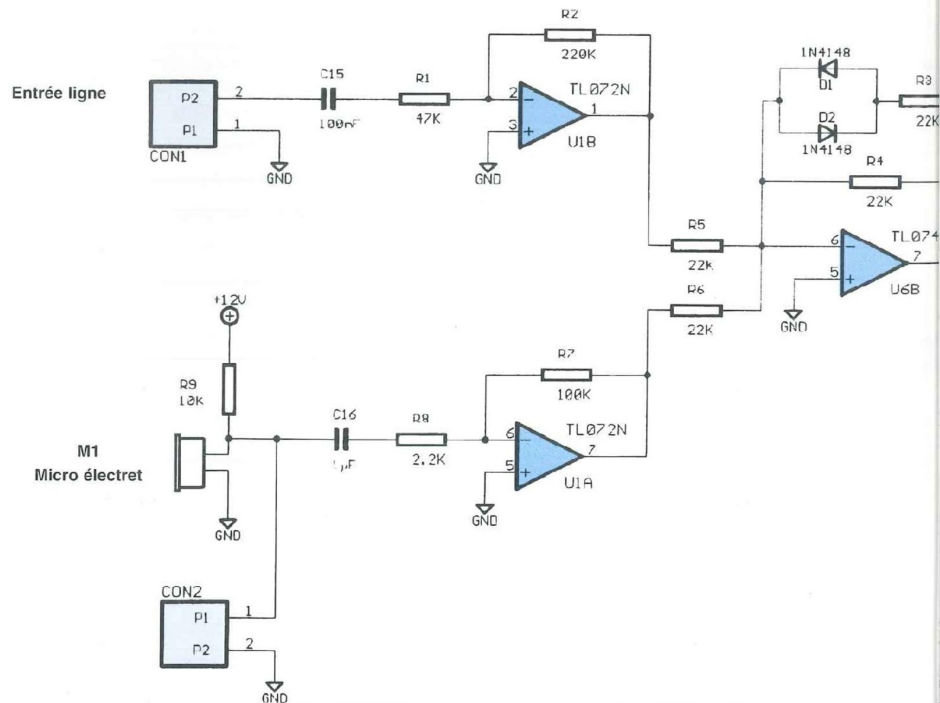 Entrée ligne
P2
2
P1
1
CON1
GND
C15
100nF
R1
47K
R2
220K
2
3
1
TL072N
U1B
GND
1N4148
D1
D2
1N4148
R3
22K
R4
22K
R5
22K
R6
22K
6
5
7
TL074
U6B
GND
+12V
R9
10K
M1
Micro électret
GND
C16
1µF
R8
2.2K
R7
100K
6
5
7
TL072N
U1A
GND
CON2
P1
1
P2
2
GND